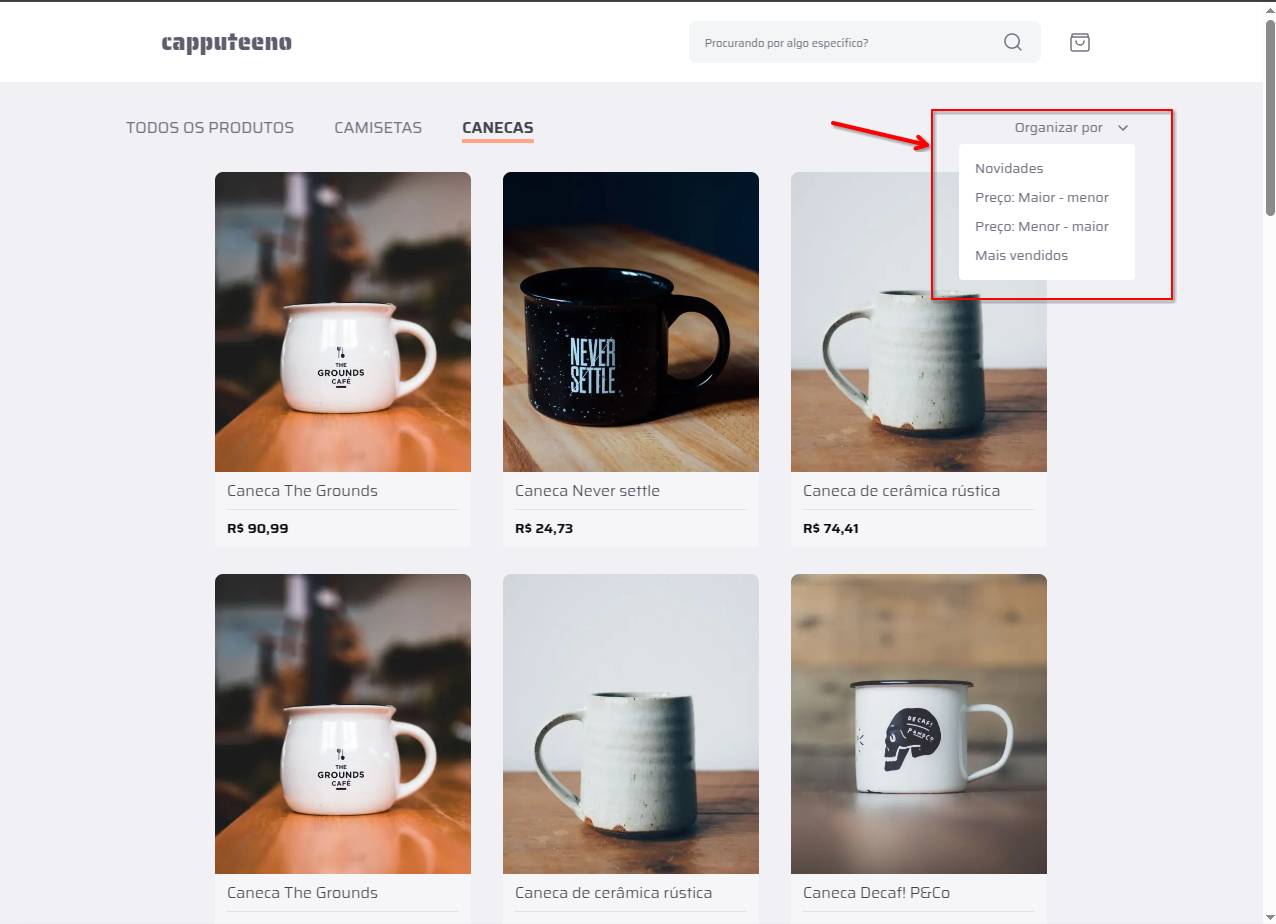 capputeeno
Procurando por algo específico?
TODOS OS PRODUTOS
CAMISETAS
CANECAS
Organizar por
Novidades
Preço: Maior - menor
Preço: Menor - maior
Mais vendidos
THE
GROUNDS
CAFÉ
NEVER
SETTLE
Caneca The Grounds
R$ 90,99
Caneca Never settle
R$ 24,73
Caneca de cerâmica rústica
R$ 74,41
THE
GROUNDS
CAFÉ
DECAF!
PAND.CO
Caneca The Grounds
Caneca de cerâmica rústica
Caneca Decaf! P&Co